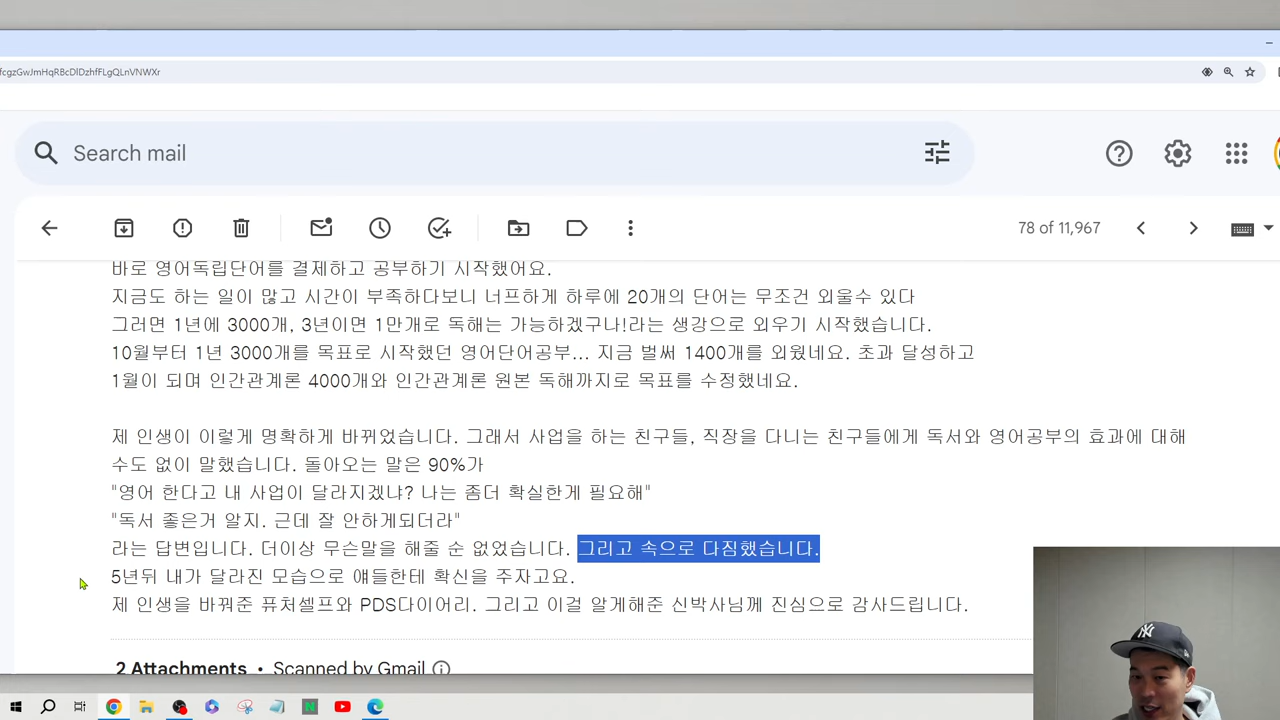 fcgzGwJmHqRBcDlDzhfFLgQLnVNWXr
Search mail
78 of 11,967
바로 영어독립단어를 결제하고 공부하기 시작했어요.
지금도 하는 일이 많고 시간이 부족하다보니 너프하게 하루에 20개의 단어는 무조건 외울수 있다
그러면 1년에 3000개, 3년이면 1만개로 독해는 가능하겠구나!라는 생강으로 외우기 시작했습니다.
10월부터 1년 3000개를 목표로 시작했던 영어단어공부... 지금 벌써 1400개를 외웠네요. 초과 달성하고
1월이 되며 인간관계론 4000개와 인간관계론 원본 독해까지로 목표를 수정했네요.
제 인생이 이렇게 명확하게 바뀌었습니다. 그래서 사업을 하는 친구들, 직장을 다니는 친구들에게 독서와 영어공부의 효과에 대해
수도 없이 말했습니다. 돌아오는 말은 90%가
"영어 한다고 내 사업이 달라지겠냐? 나는 좀더 확실한게 필요해"
"독서 좋은거 알지. 근데 잘 안하게되더라"
라는 답변입니다. 더이상 무슨말을 해줄 순 없었습니다. 그리고 속으로 다짐했습니다.
5년뒤 내가 달라진 모습으로 얘들한테 확신을 주자고요.
제 인생을 바꿔준 퓨처셀프와 PDS다이어리. 그리고 이걸 알게해준 신박사님께 진심으로 감사드립니다.
2 Attachments • Scanned by Gmail